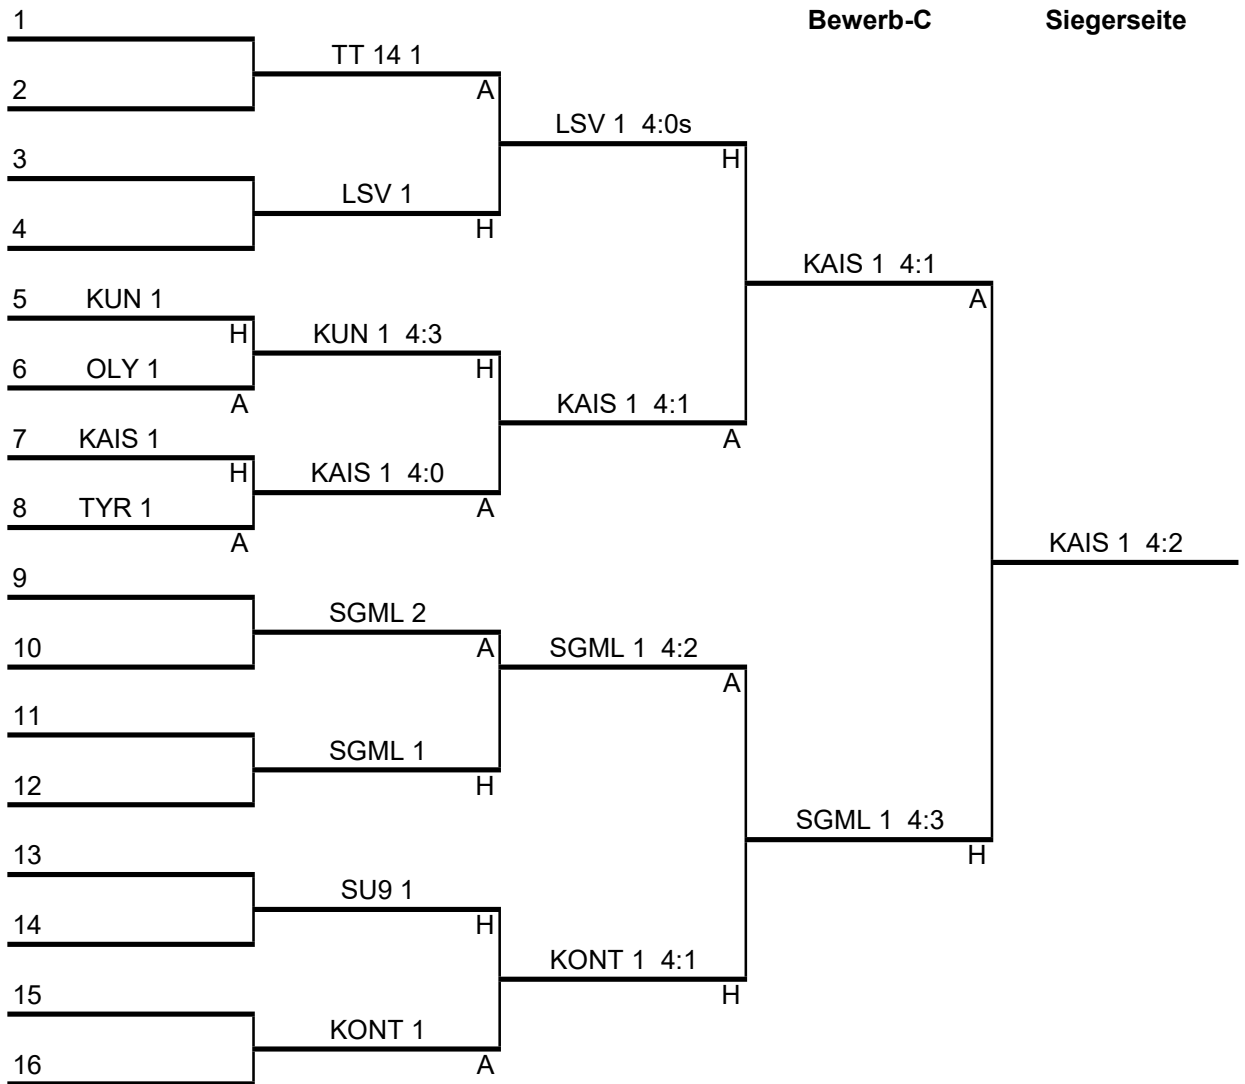 1 Bewerb-C Siegerseite
TT 14 1
2 A
LSV 1 4:0s
3 H
LSV 1
4 H
KAIS 1 4:1
5 KUN 1 A
H KUN 1 4:3
6 OLY 1 H
A KAIS 1 4:1
7 KAIS 1 A
H KAIS 1 4:0
8 TYR 1 A
A KAIS 1 4:2
9
SGML 2
10 A SGML 1 4:2
A
11
SGML 1
12 H
SGML 1 4:3
13 H
SU9 1
14 H
KONT 1 4:1
15 H
KONT 1
16 A